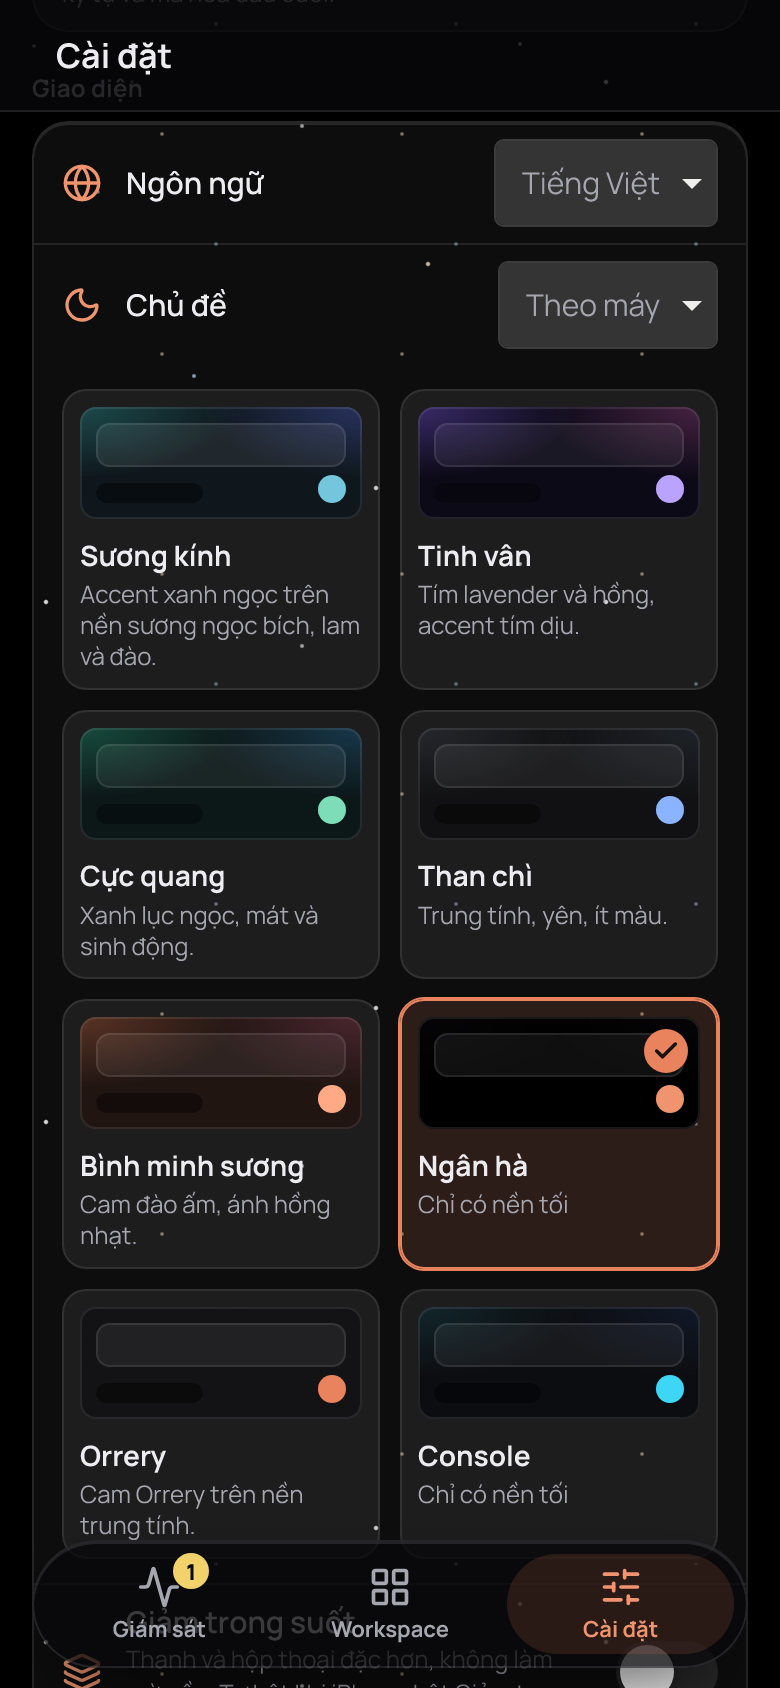 Cài đặt
Giao diện
Ngôn ngữ
Tiếng Việt
Chủ đề
Theo máy
Sương kính
Accent xanh ngọc trên
nền sương ngọc bích, lam
và đào.
Tinh vân
Tím lavender và hồng,
accent tím dịu.
Cực quang
Xanh lục ngọc, mát và
sinh động.
Than chì
Trung tính, yên, ít màu.
Bình minh sương
Cam đào ấm, ánh hồng
nhạt.
Ngân hà
Chỉ có nền tối
Orrery
Cam Orrery trên nền
trung tính.
Console
Chỉ có nền tối
1
Giảm trong suốt
Giám sát
Workspace
Cài đặt
Thanh và hộp thoại đặc hơn, không làm